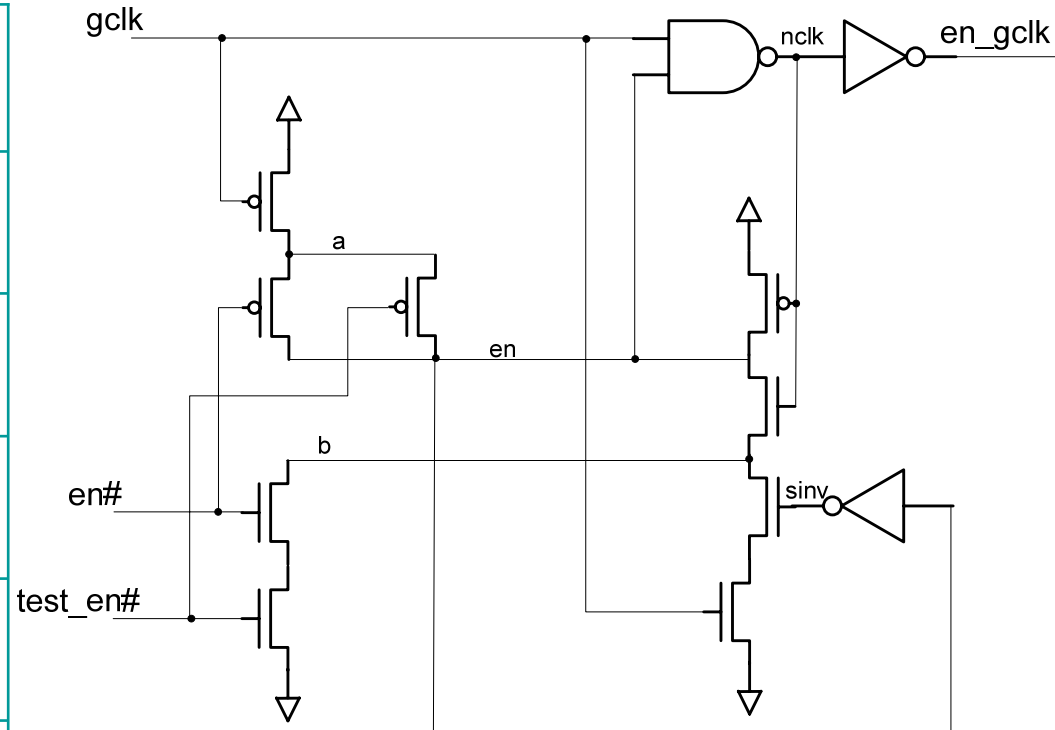 gclk
nclk
en_gclk
a
en
b
en#
sinv
test_en#